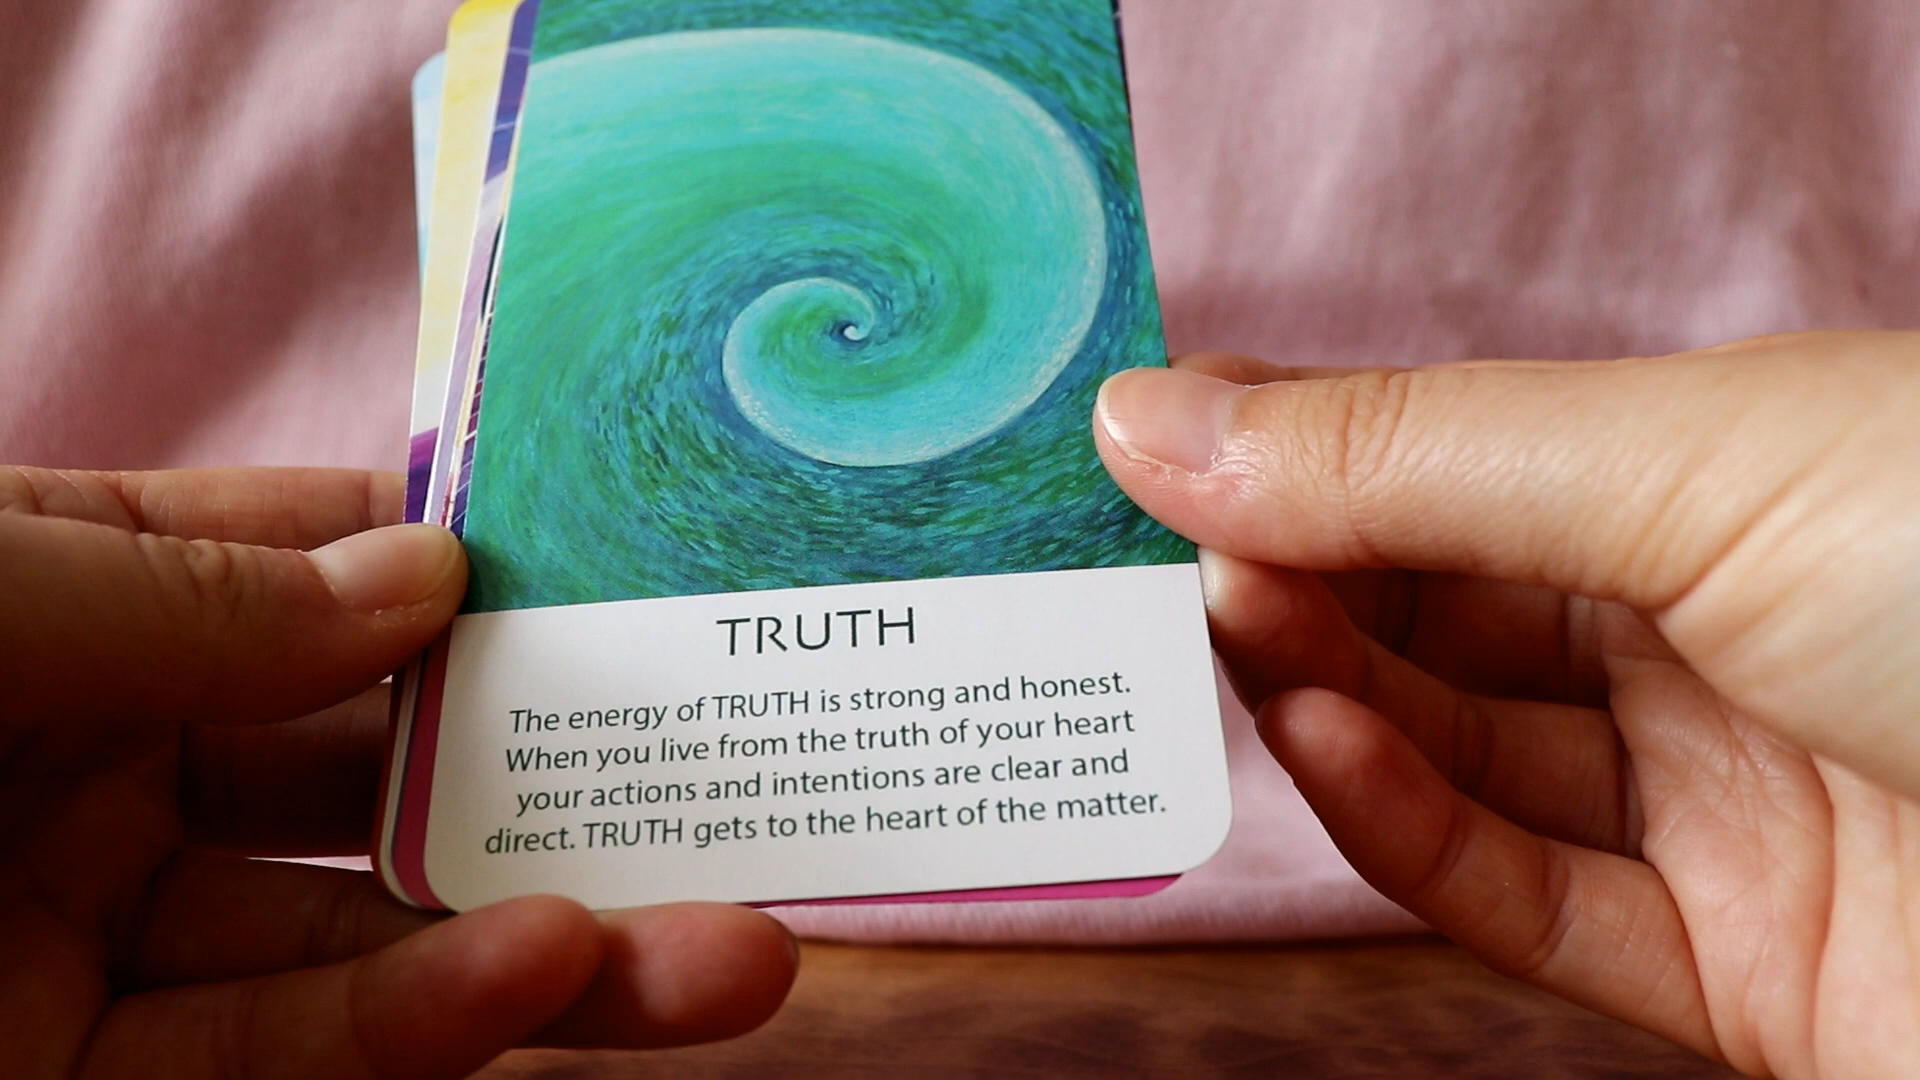 TRUTH
The energy of TRUTH is strong and honest.
When you live from the truth of your heart
your actions and intentions are clear and
direct. TRUTH gets to the heart of the matter.